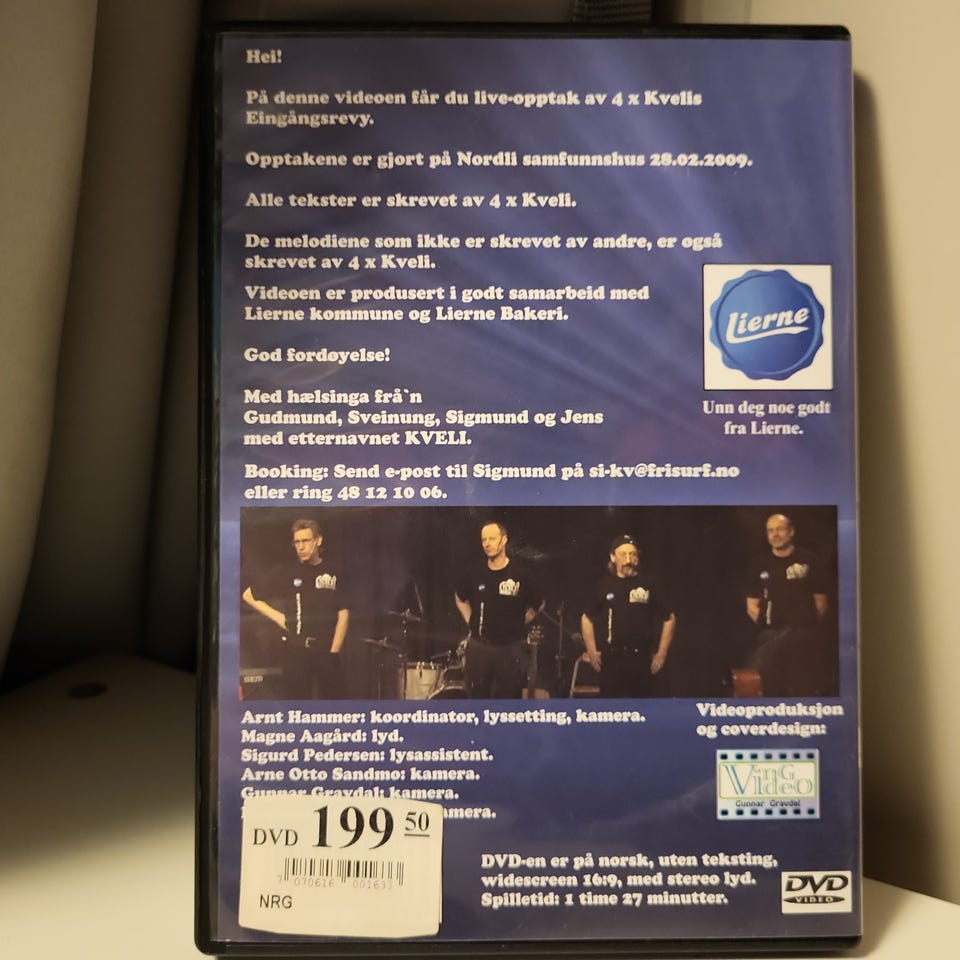 Hei!
På denne videoen får du live-opptak av 4 x Kvelis
Eingångsrevy.
Opptakene er gjort på Nordli samfunnshus 28.02.2009.
Alle tekster er skrevet av 4 x Kveli.
De melodiene som ikke er skrevet av andre, er også
skrevet av 4 x Kveli.
Videoen er produsert i godt samarbeid med
Lierne kommune og Lierne Bakeri.
God fordøyelse!
Lierne
Unn deg noe godt
fra Lierne.
Med hælsinga frå`n
Gudmund, Sveinung, Sigmund og Jens
med etternavnet KVELI.
Booking: Send e-post til Sigmund på si-kv@frisurf.no
eller ring 48 12 10 06.
Arnt Hammer: koordinator, lyssetting, kamera.
Magne Aagård: lyd.
Sigurd Pedersen: lysassistent.
Arne Otto Sandmo: kamera.
Gunnar Gravdal: kamera.
Videoproduksjon
og coverdesign:
VinG
Video
Gunnar Gravdal
DVD 199 50
7 070616 001633
NRG
DVD-en er på norsk, uten teksting,
widescreen 16:9, med stereo lyd.
Spilletid: 1 time 27 minutter.
DVD
VIDEO